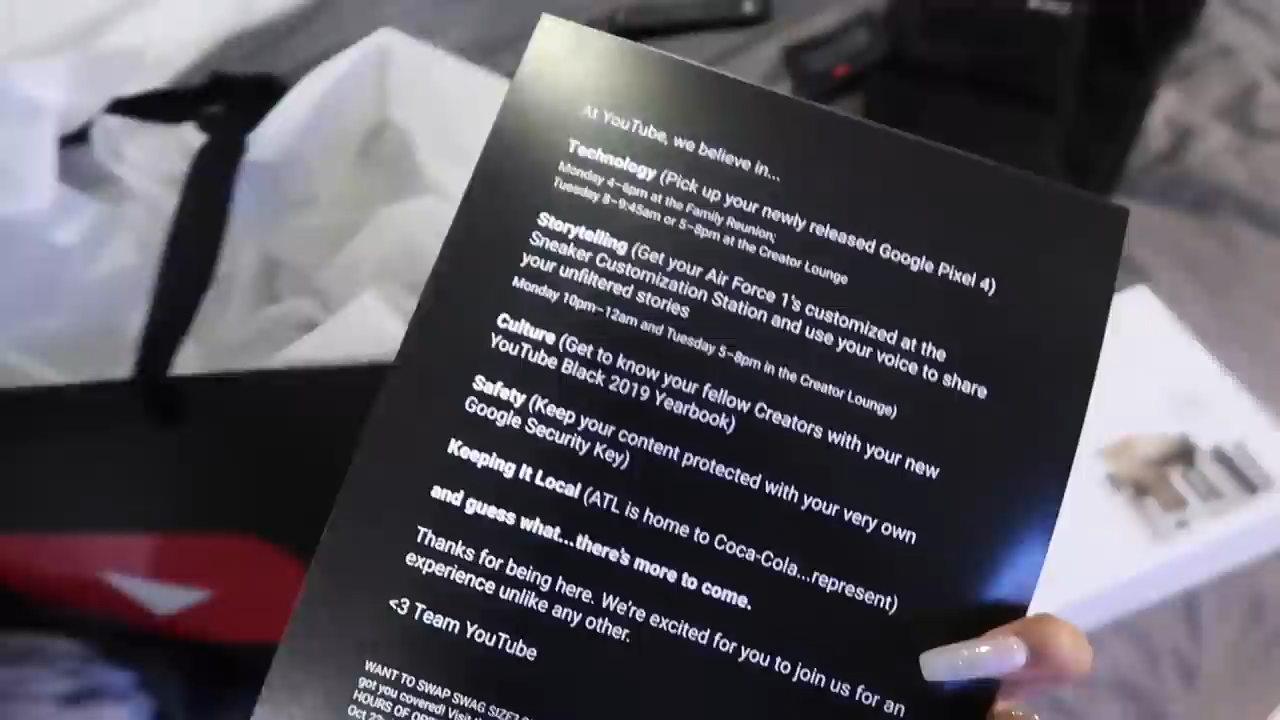 At YouTube, we believe in...
Technology (Pick up your newly released Google Pixel 4)
Monday 4–6pm at the Family Reunion;
Tuesday 8–9:45am or 5–8pm at the Creator Lounge
Storytelling (Get your Air Force 1's customized at the
Sneaker Customization Station and use your voice to share
your unfiltered stories
Monday 10pm–12am and Tuesday 5–8pm in the Creator Lounge)
Culture (Get to know your fellow Creators with your new
YouTube Black 2019 Yearbook)
Safety (Keep your content protected with your very own
Google Security Key)
Keeping It Local (ATL is home to Coca-Cola...represent)
and guess what...there's more to come.
Thanks for being here. We're excited for you to join us for an
experience unlike any other.
<3 Team YouTube
WANT TO SWAP SWAG SIZE?
got you covered! Visit
HOURS OF
Oct